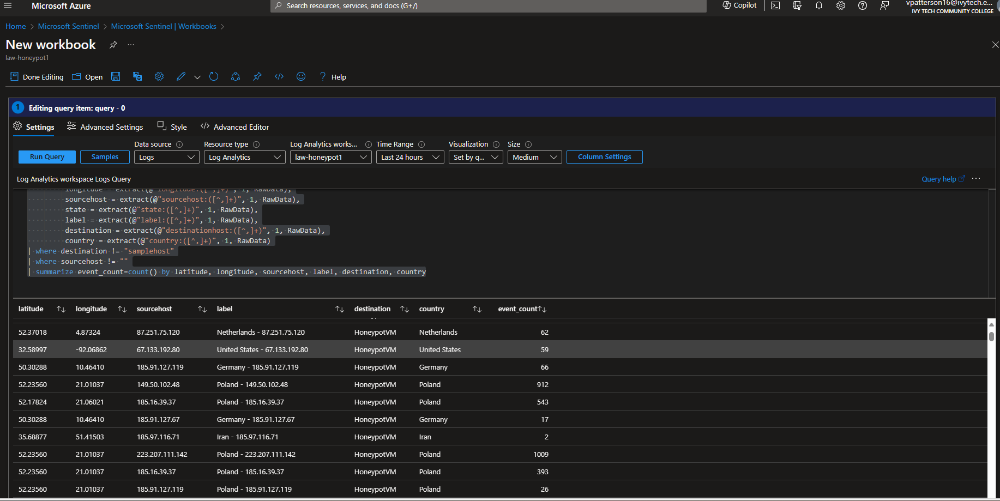 Microsoft Azure
Search resources, services, and docs (G+/)
Copilot
vpatterson16@ivytech.e...
IVY TECH COMMUNITY COLLEGE
Home > Microsoft Sentinel > Microsoft Sentinel | Workbooks >
New workbook ...
law-honeypot1
Done Editing Open ? Help
1 Editing query item: query - 0
Settings Advanced Settings Style </> Advanced Editor
Data source Resource type Log Analytics works... Time Range Visualization Size
Run Query Samples Logs Log Analytics law-honeypot1 Last 24 hours Set by q... Medium Column Settings
Log Analytics workspace Logs Query
Query help ...
longitude = extract(@"longitude:([^,]+)", 1, RawData),
sourcehost = extract(@"sourcehost:([^,]+)", 1, RawData),
state = extract(@"state:([^,]+)", 1, RawData),
label = extract(@"label:([^,]+)", 1, RawData),
destination = extract(@"destinationhost:([^,]+)", 1, RawData),
country = extract(@"country:([^,]+)", 1, RawData)
| where destination != "samplehost"
| where sourcehost != ""
| summarize event_count=count() by latitude, longitude, sourcehost, label, destination, country
latitude longitude sourcehost label destination country event_count
52.37018 4.87324 87.251.75.120 Netherlands - 87.251.75.120 HoneypotVM Netherlands 62
32.58997 -92.06862 67.133.192.80 United States - 67.133.192.80 HoneypotVM United States 59
50.30288 10.46410 185.91.127.119 Germany - 185.91.127.119 HoneypotVM Germany 66
52.23560 21.01037 149.50.102.48 Poland - 149.50.102.48 HoneypotVM Poland 912
52.17824 21.06021 185.16.39.37 Poland - 185.16.39.37 HoneypotVM Poland 543
50.30288 10.46410 185.91.127.67 Germany - 185.91.127.67 HoneypotVM Germany 17
35.68877 51.41503 185.97.116.71 Iran - 185.97.116.71 HoneypotVM Iran 2
52.23560 21.01037 223.207.111.142 Poland - 223.207.111.142 HoneypotVM Poland 1009
52.23560 21.01037 185.16.39.37 Poland - 185.16.39.37 HoneypotVM Poland 393
52.23560 21.01037 185.91.127.119 Poland - 185.91.127.119 HoneypotVM Poland 26